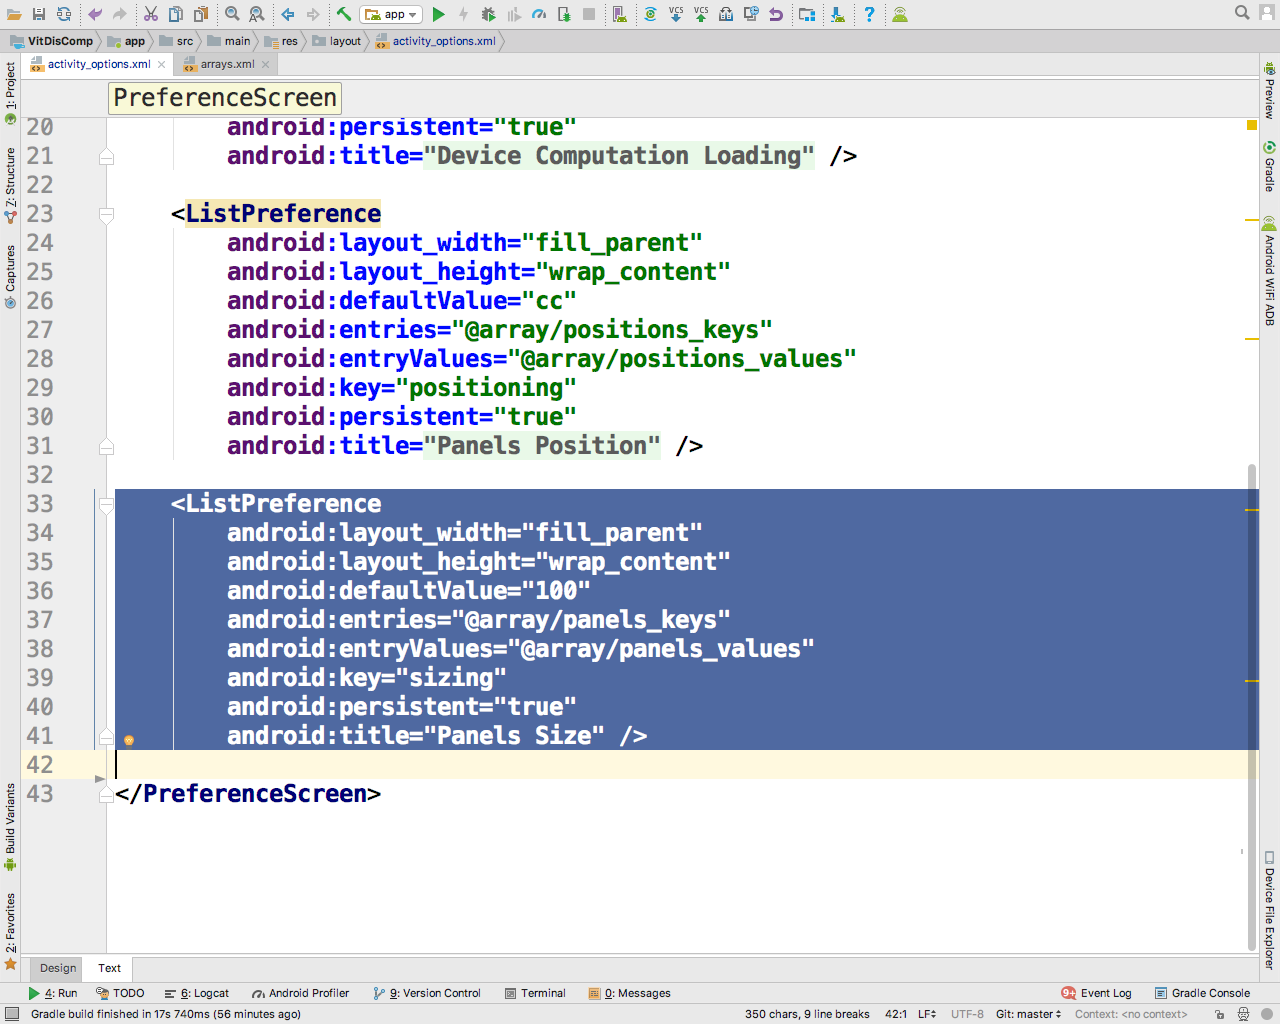 app
VitDisComp app src main res layout activity_options.xml
activity_options.xml arrays.xml
PreferenceScreen
20 android:persistent="true"
21 android:title="Device Computation Loading" />
22
23 <ListPreference
24 android:layout_width="fill_parent"
25 android:layout_height="wrap_content"
26 android:defaultValue="cc"
27 android:entries="@array/positions_keys"
28 android:entryValues="@array/positions_values"
29 android:key="positioning"
30 android:persistent="true"
31 android:title="Panels Position" />
32
33 <ListPreference
34 android:layout_width="fill_parent"
35 android:layout_height="wrap_content"
36 android:defaultValue="100"
37 android:entries="@array/panels_keys"
38 android:entryValues="@array/panels_values"
39 android:key="sizing"
40 android:persistent="true"
41 android:title="Panels Size" />
42
43 </PreferenceScreen>
1: Project
7: Structure
Captures
Build Variants
2: Favorites
Preview
Gradle
Android WiFi ADB
Device File Explorer
VCS VCS
Design Text
4: Run TODO 6: Logcat Android Profiler 9: Version Control Terminal 0: Messages 9+ Event Log Gradle Console
Gradle build finished in 17s 740ms (56 minutes ago) 350 chars, 9 line breaks 42:1 LF UTF-8 Git: master Context: <no context>